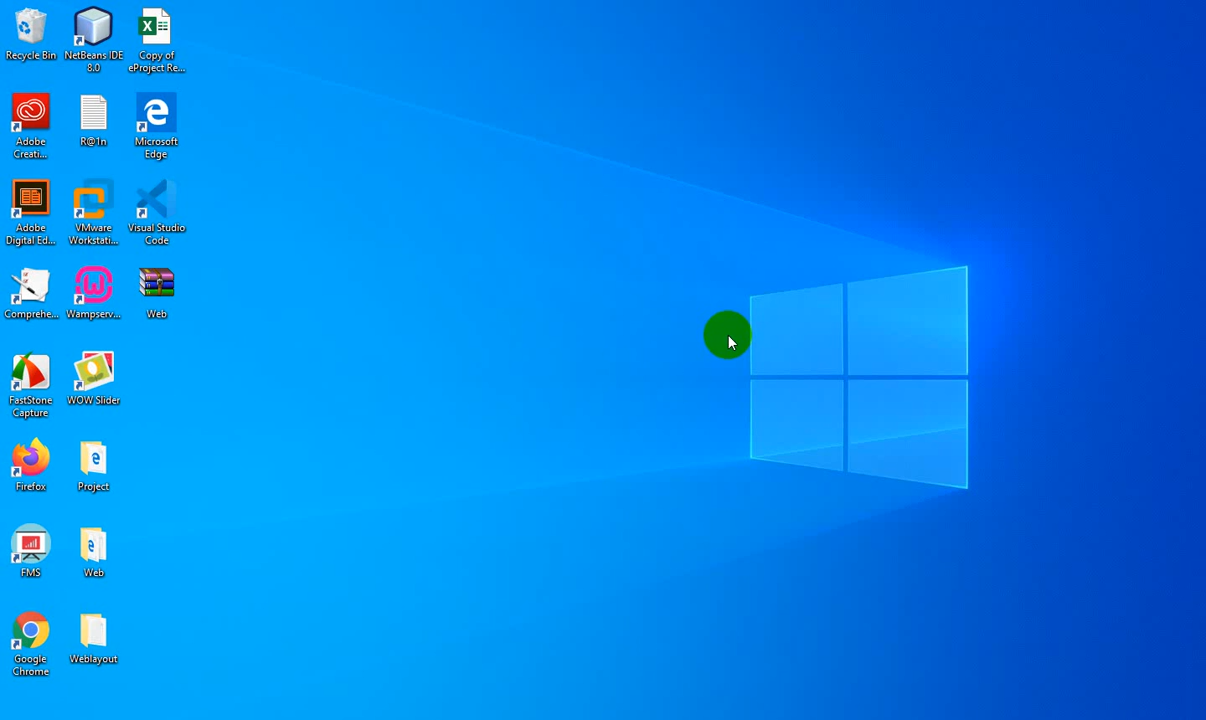 Recycle Bin
NetBeans IDE
8.0
Copy of
eProject Re...
Adobe
Creati...
R@1n
Microsoft
Edge
Adobe
Digital Ed...
VMware
Workstati...
Visual Studio
Code
Comprehe...
Wampserv...
Web
FastStone
Capture
WOW Slider
Firefox
Project
FMS
Web
Google
Chrome
Weblayout